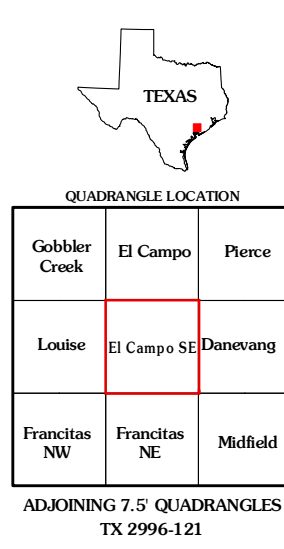 TEXAS
QUADRANGLE LOCATION
Gobbler
Creek
El Campo
Pierce
Louise
El Campo SE
Danevang
Francitas
NW
Francitas
NE
Midfield
ADJOINING 7.5' QUADRANGLES
TX 2996-121